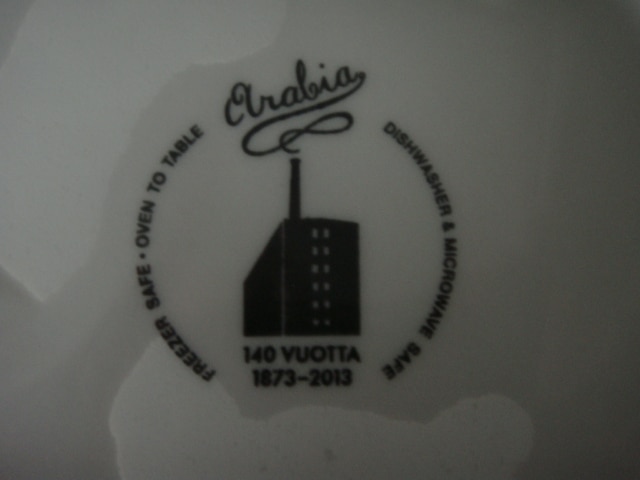 Arabia
FREEZER SAFE • OVEN TO TABLE
DISHWASHER & MICROWAVE SAFE
140 VUOTTA
1873-2013